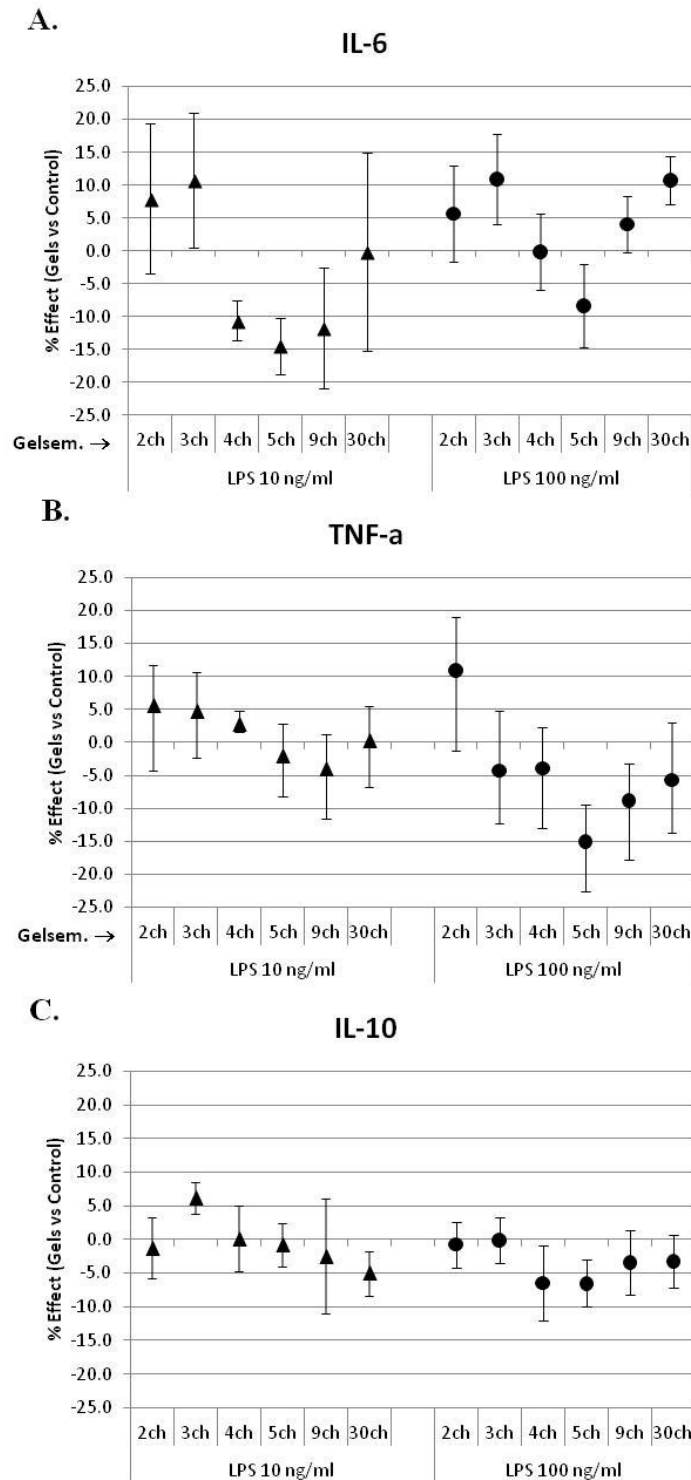 A.
IL-6
25.0
20.0
15.0
10.0
5.0
0.0
-5.0
-10.0
-15.0
-20.0
-25.0
% Effect (Gels vs Control)
Gelsem. → 2ch 3ch 4ch 5ch 9ch 30ch 2ch 3ch 4ch 5ch 9ch 30ch
LPS 10 ng/ml LPS 100 ng/ml
B.
TNF-a
25.0
20.0
15.0
10.0
5.0
0.0
-5.0
-10.0
-15.0
-20.0
-25.0
% Effect (Gels vs Control)
Gelsem. → 2ch 3ch 4ch 5ch 9ch 30ch 2ch 3ch 4ch 5ch 9ch 30ch
LPS 10 ng/ml LPS 100 ng/ml
C.
IL-10
25.0
20.0
15.0
10.0
5.0
0.0
-5.0
-10.0
-15.0
-20.0
-25.0
% Effect (Gels vs Control)
2ch 3ch 4ch 5ch 9ch 30ch 2ch 3ch 4ch 5ch 9ch 30ch
LPS 10 ng/ml LPS 100 ng/ml